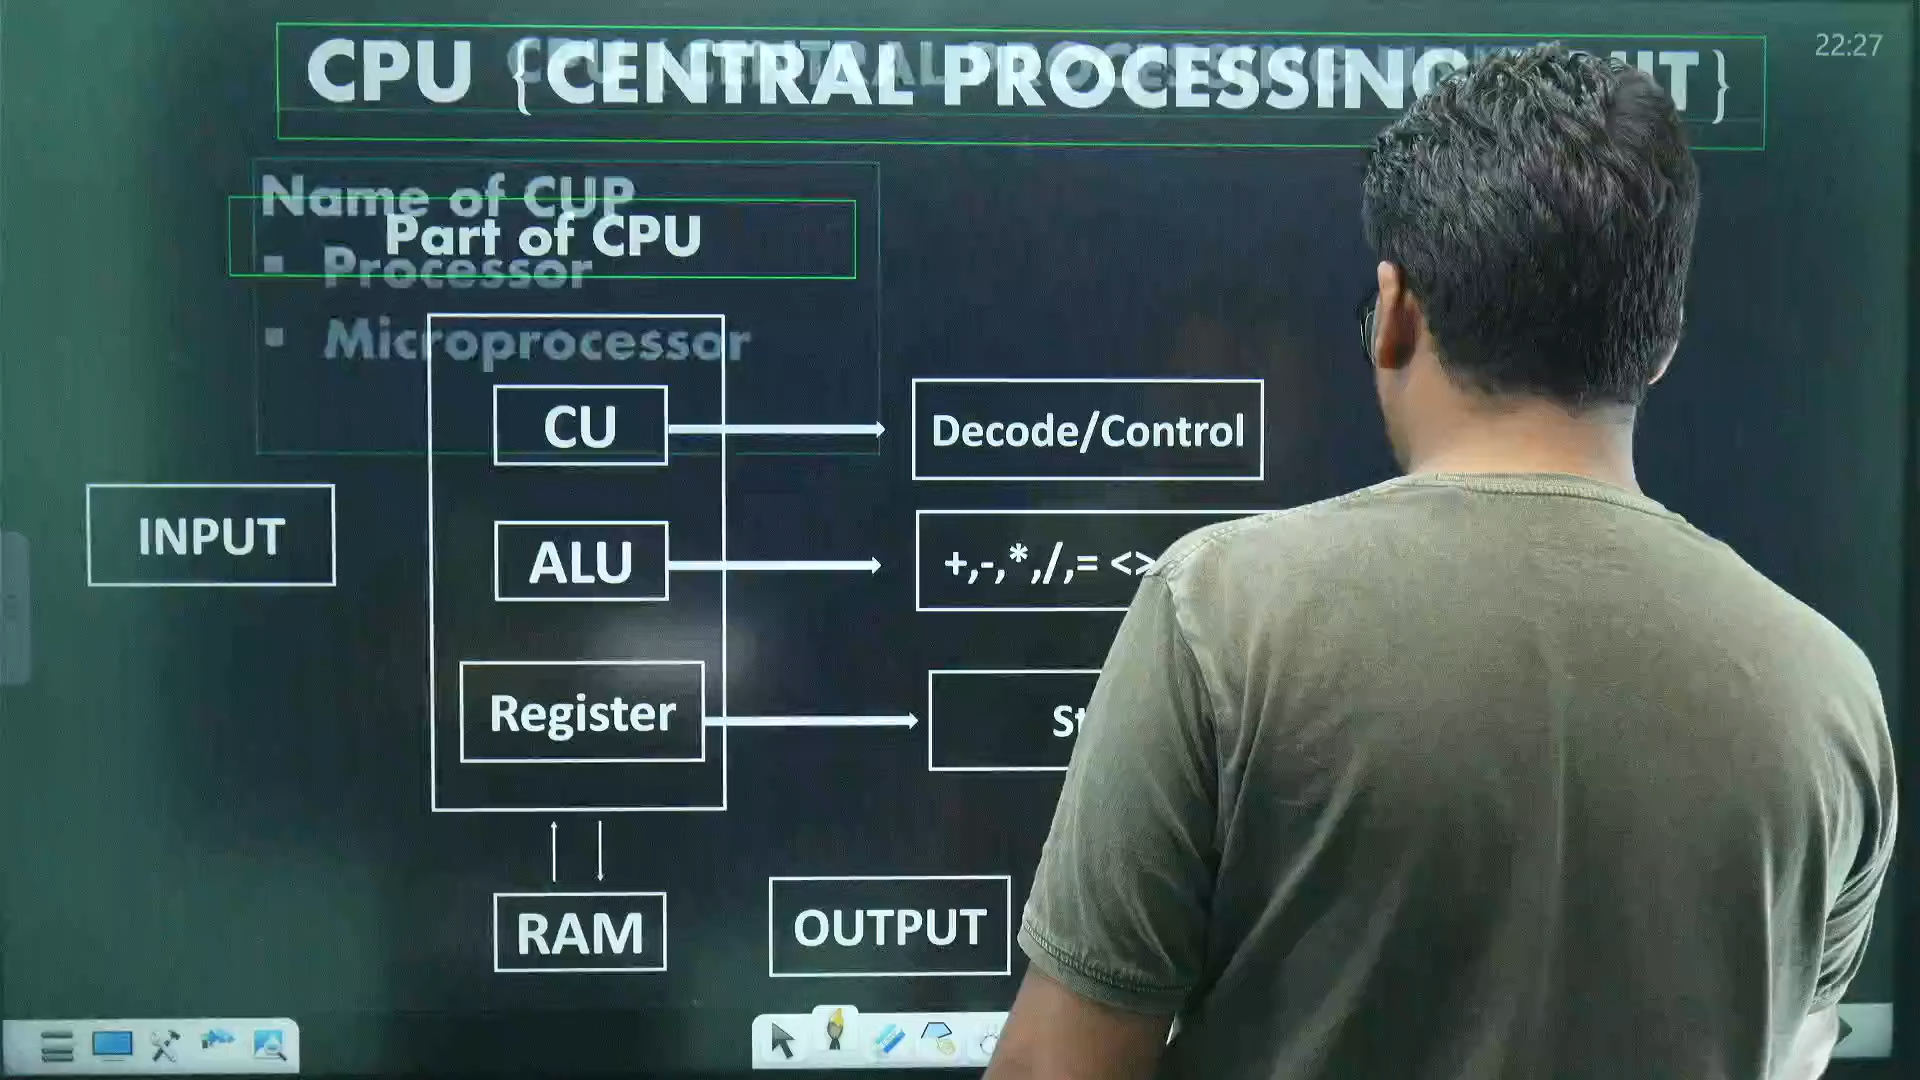 22:27
CPU {CENTRAL PROCESSING
Name of CUP
Part of CPU
▪ Processor
▪ Microprocessor
CU
Decode/Control
INPUT
ALU
+,-,*,/,= <>
Register
RAM
OUTPUT